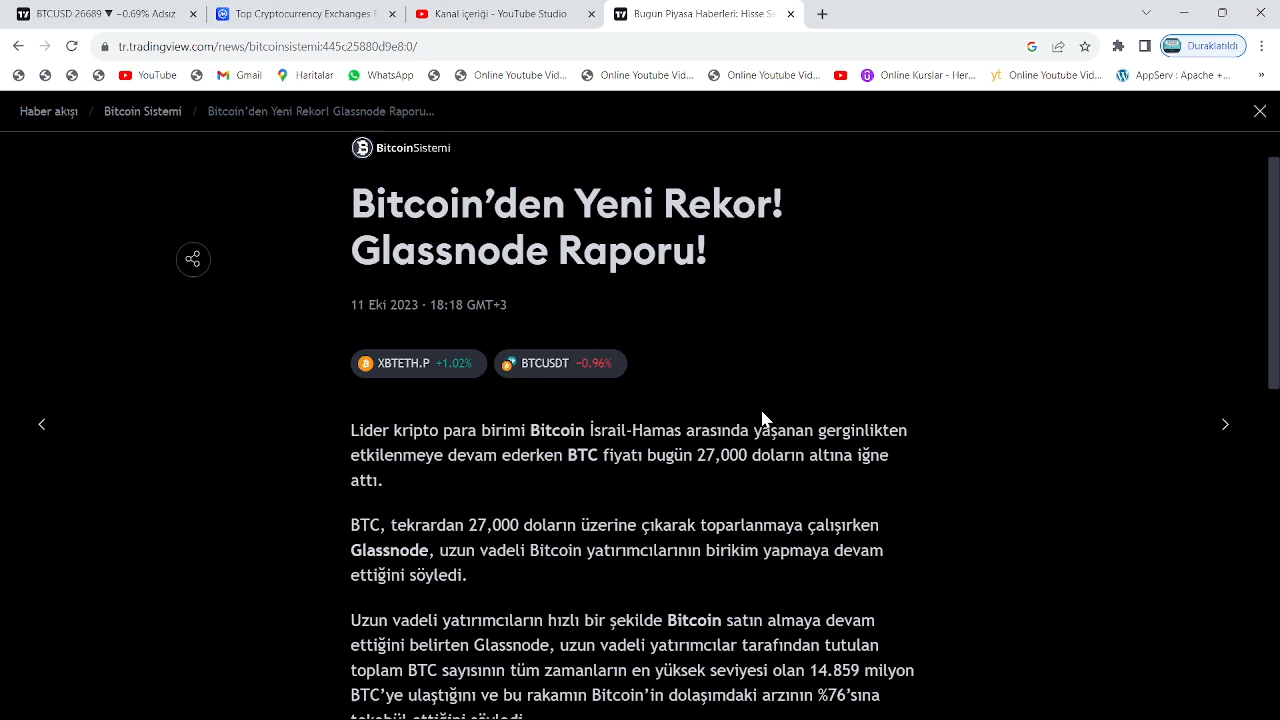 BTCUSD 26689 ▼ −0.69% Adsız
Top Cryptocurrency Exchanges R
Kanal içeriği - YouTube Studio
Bugün Piyasa Haberleri: Hisse Se
tr.tradingview.com/news/bitcoinsistemi:445c25880d9e8:0/
Duraklatıldı
YouTube
Gmail
Haritalar
WhatsApp
Online Youtube Vid...
Online Youtube Vid...
Online Youtube Vid...
Online Kurslar - Her...
Online Youtube Vid...
AppServ : Apache +...
»
Haber akışı / Bitcoin Sistemi / Bitcoin’den Yeni Rekor! Glassnode Raporu...
BitcoinSistemi
Bitcoin’den Yeni Rekor!
Glassnode Raporu!
11 Eki 2023 · 18:18 GMT+3
XBTETH.P +1.02%
BTCUSDT −0.96%
Lider kripto para birimi Bitcoin İsrail-Hamas arasında yaşanan gerginlikten
etkilenmeye devam ederken BTC fiyatı bugün 27,000 doların altına iğne
attı.
BTC, tekrardan 27,000 doların üzerine çıkarak toparlanmaya çalışırken
Glassnode, uzun vadeli Bitcoin yatırımcılarının birikim yapmaya devam
ettiğini söyledi.
Uzun vadeli yatırımcıların hızlı bir şekilde Bitcoin satın almaya devam
ettiğini belirten Glassnode, uzun vadeli yatırımcılar tarafından tutulan
toplam BTC sayısının tüm zamanların en yüksek seviyesi olan 14.859 milyon
BTC’ye ulaştığını ve bu rakamın Bitcoin’in dolaşımdaki arzının %76’sına
tekabül ettiğini söyledi.